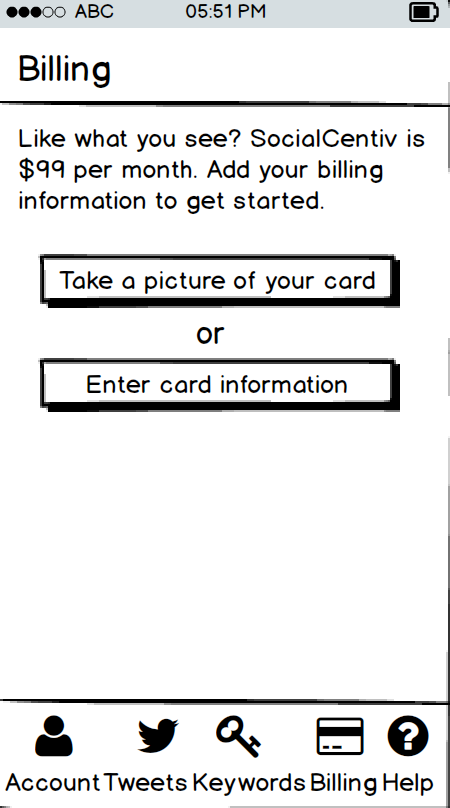 ABC 05:51 PM
Billing
Like what you see? SocialCentiv is
$99 per month. Add your billing
information to get started.
Take a picture of your card
or
Enter card information
Account Tweets Keywords Billing Help